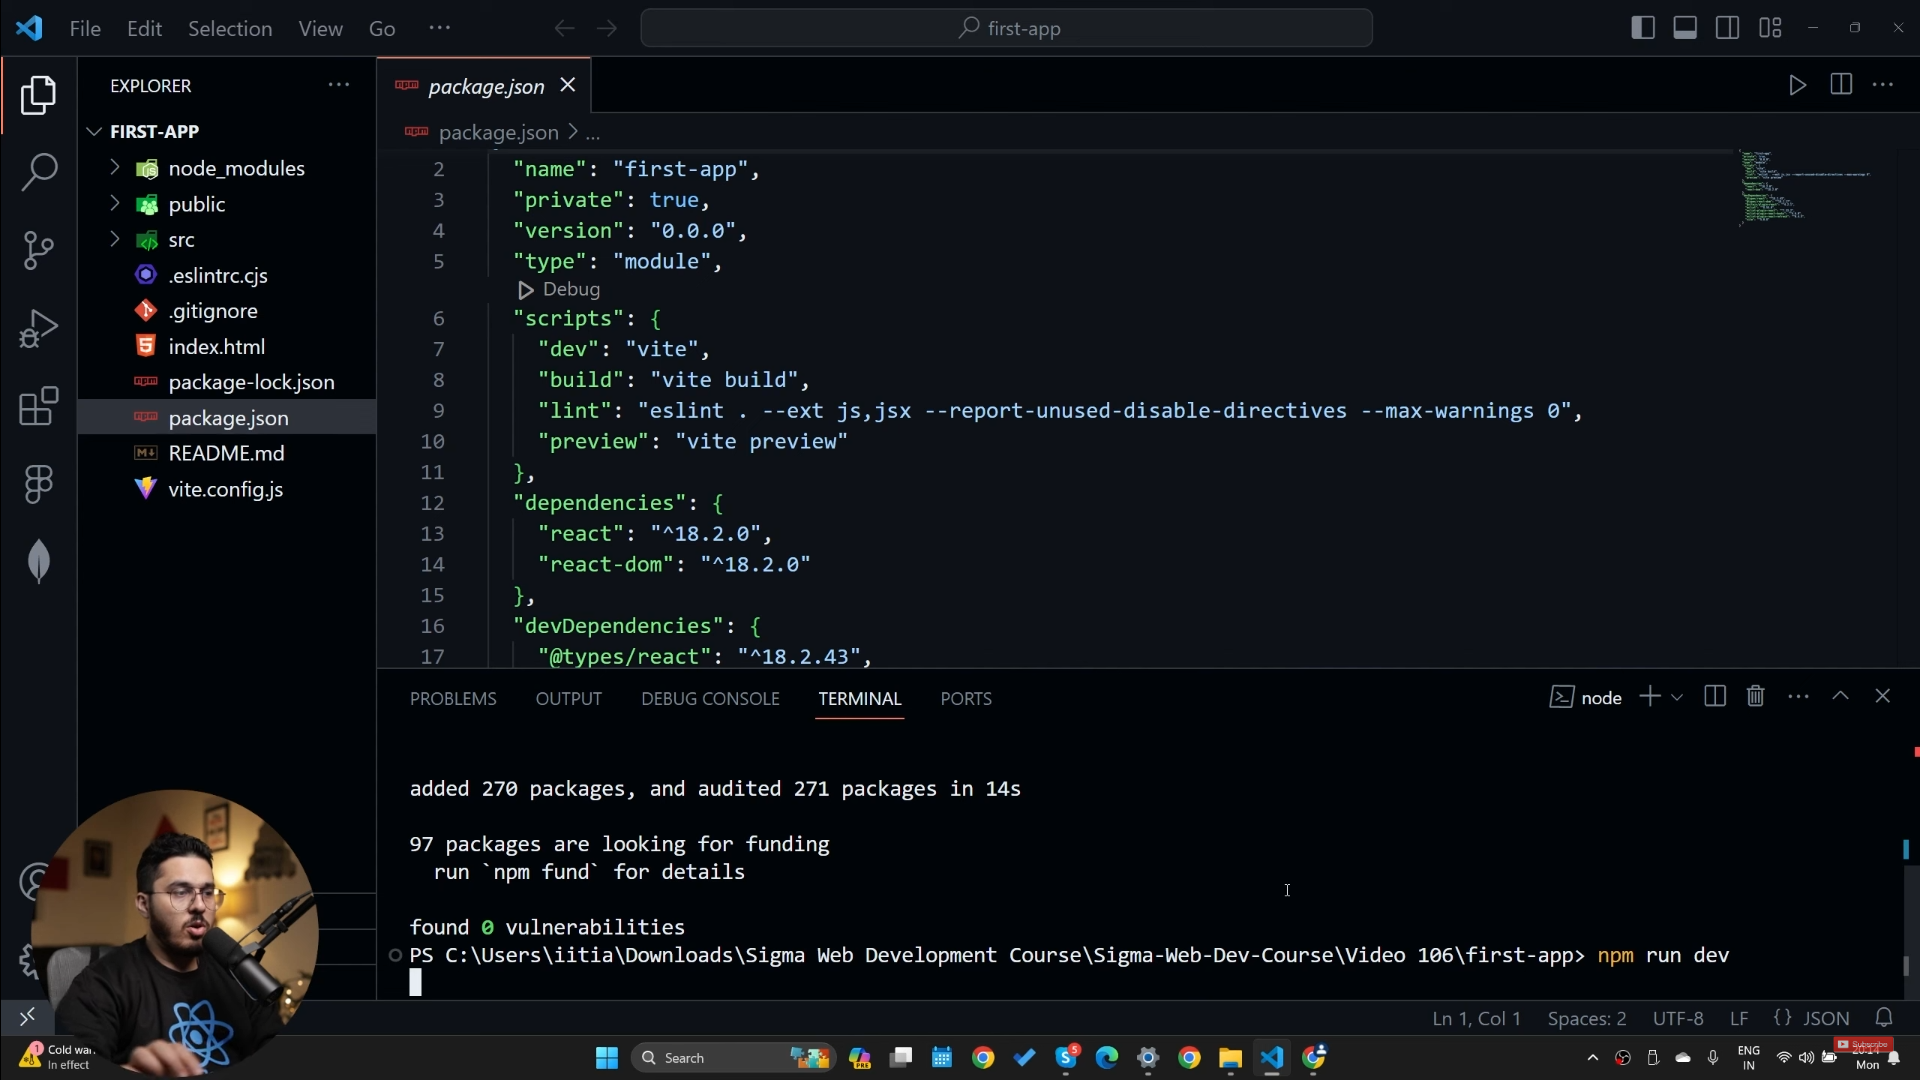 File Edit Selection View Go ···
first-app
EXPLORER ···
FIRST-APP
node_modules
public
src
.eslintrc.cjs
.gitignore
index.html
package-lock.json
package.json
README.md
vite.config.js
package.json
package.json > ...
2 "name": "first-app",
3 "private": true,
4 "version": "0.0.0",
5 "type": "module",
Debug
6 "scripts": {
7 "dev": "vite",
8 "build": "vite build",
9 "lint": "eslint . --ext js,jsx --report-unused-disable-directives --max-warnings 0",
10 "preview": "vite preview"
11 },
12 "dependencies": {
13 "react": "^18.2.0",
14 "react-dom": "^18.2.0"
15 },
16 "devDependencies": {
17 "@types/react": "^18.2.43",
PROBLEMS OUTPUT DEBUG CONSOLE TERMINAL PORTS
node
added 270 packages, and audited 271 packages in 14s
97 packages are looking for funding
run `npm fund` for details
found 0 vulnerabilities
PS C:\Users\iitia\Downloads\Sigma Web Development Course\Sigma-Web-Dev-Course\Video 106\first-app> npm run dev
Ln 1, Col 1 Spaces: 2 UTF-8 LF {} JSON
1
Cold
In effect
Search
PRE
5
ENG
IN
Subscribe
Mon